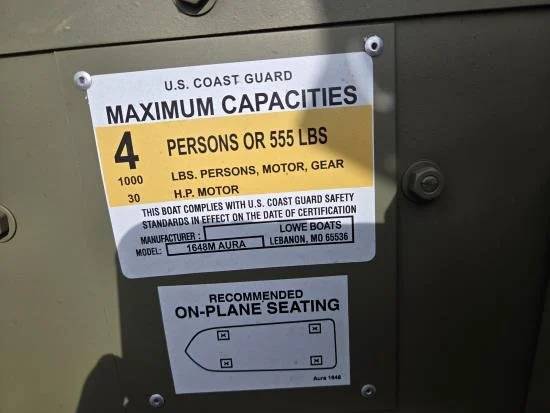 U.S. COAST GUARD
MAXIMUM CAPACITIES
4 PERSONS OR 555 LBS
1000 LBS. PERSONS, MOTOR, GEAR
30 H.P. MOTOR
THIS BOAT COMPLIES WITH U.S. COAST GUARD SAFETY
STANDARDS IN EFFECT ON THE DATE OF CERTIFICATION
MANUFACTURER : LOWE BOATS
MODEL: 1648M AURA LEBANON, MO 65536
RECOMMENDED
ON-PLANE SEATING
Aura 1648